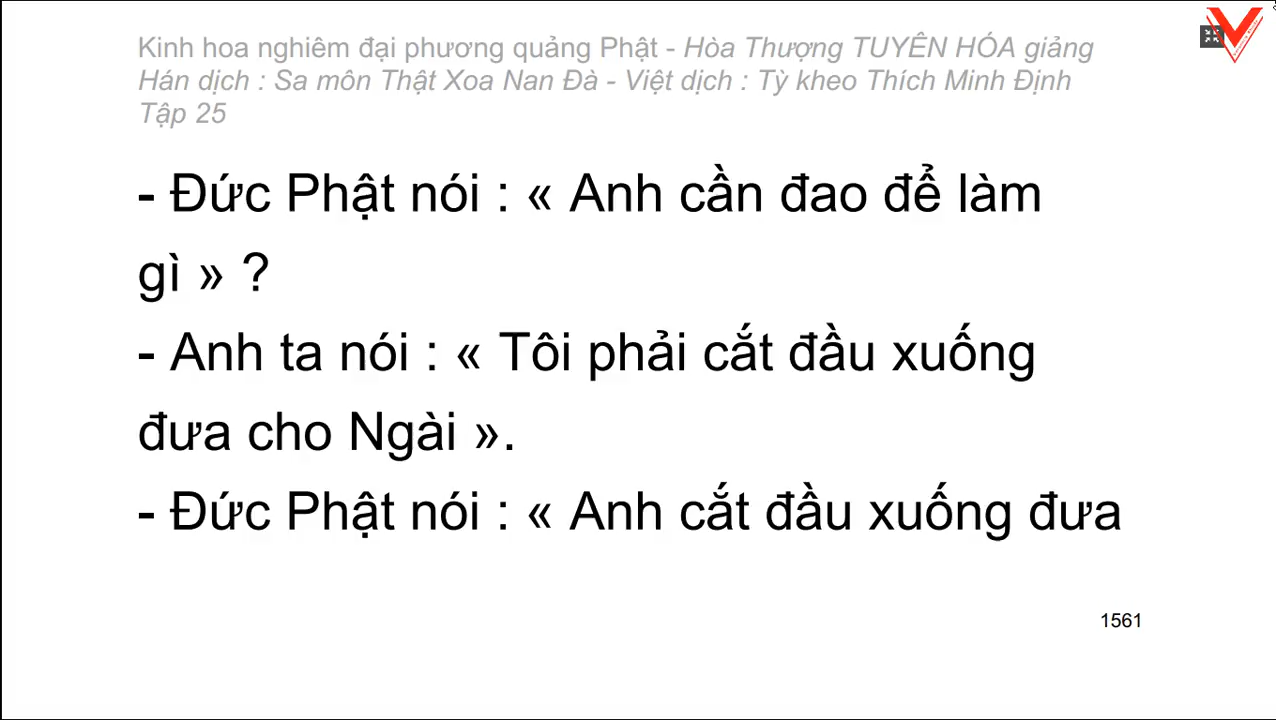 Kinh hoa nghiêm đại phương quảng Phật - Hòa Thượng TUYÊN HÓA giảng
Hán dịch : Sa môn Thật Xoa Nan Đà - Việt dịch : Tỳ kheo Thích Minh Định
Tập 25
- Đức Phật nói : « Anh cần đao để làm
gì » ?
- Anh ta nói : « Tôi phải cắt đầu xuống
đưa cho Ngài ».
- Đức Phật nói : « Anh cắt đầu xuống đưa
1561